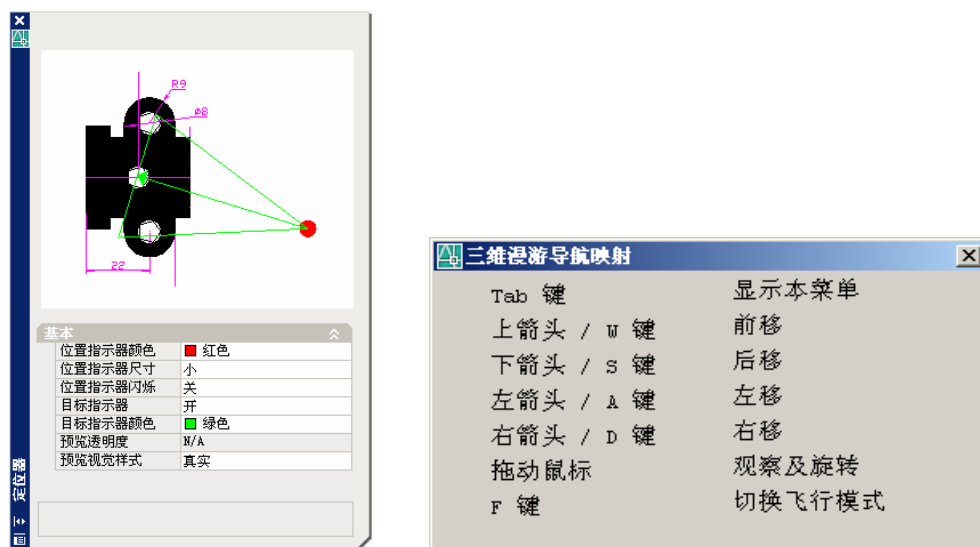 R9
ø8
22
基本
位置指示器颜色 红色
位置指示器尺寸 小
位置指示器闪烁 关
目标指示器 开
目标指示器颜色 绿色
预览透明度 N/A
预览视觉样式 真实
定位器
三维漫游导航映射
Tab 键 显示本菜单
上箭头 / W 键 前移
下箭头 / S 键 后移
左箭头 / A 键 左移
右箭头 / D 键 右移
拖动鼠标 观察及旋转
F 键 切换飞行模式